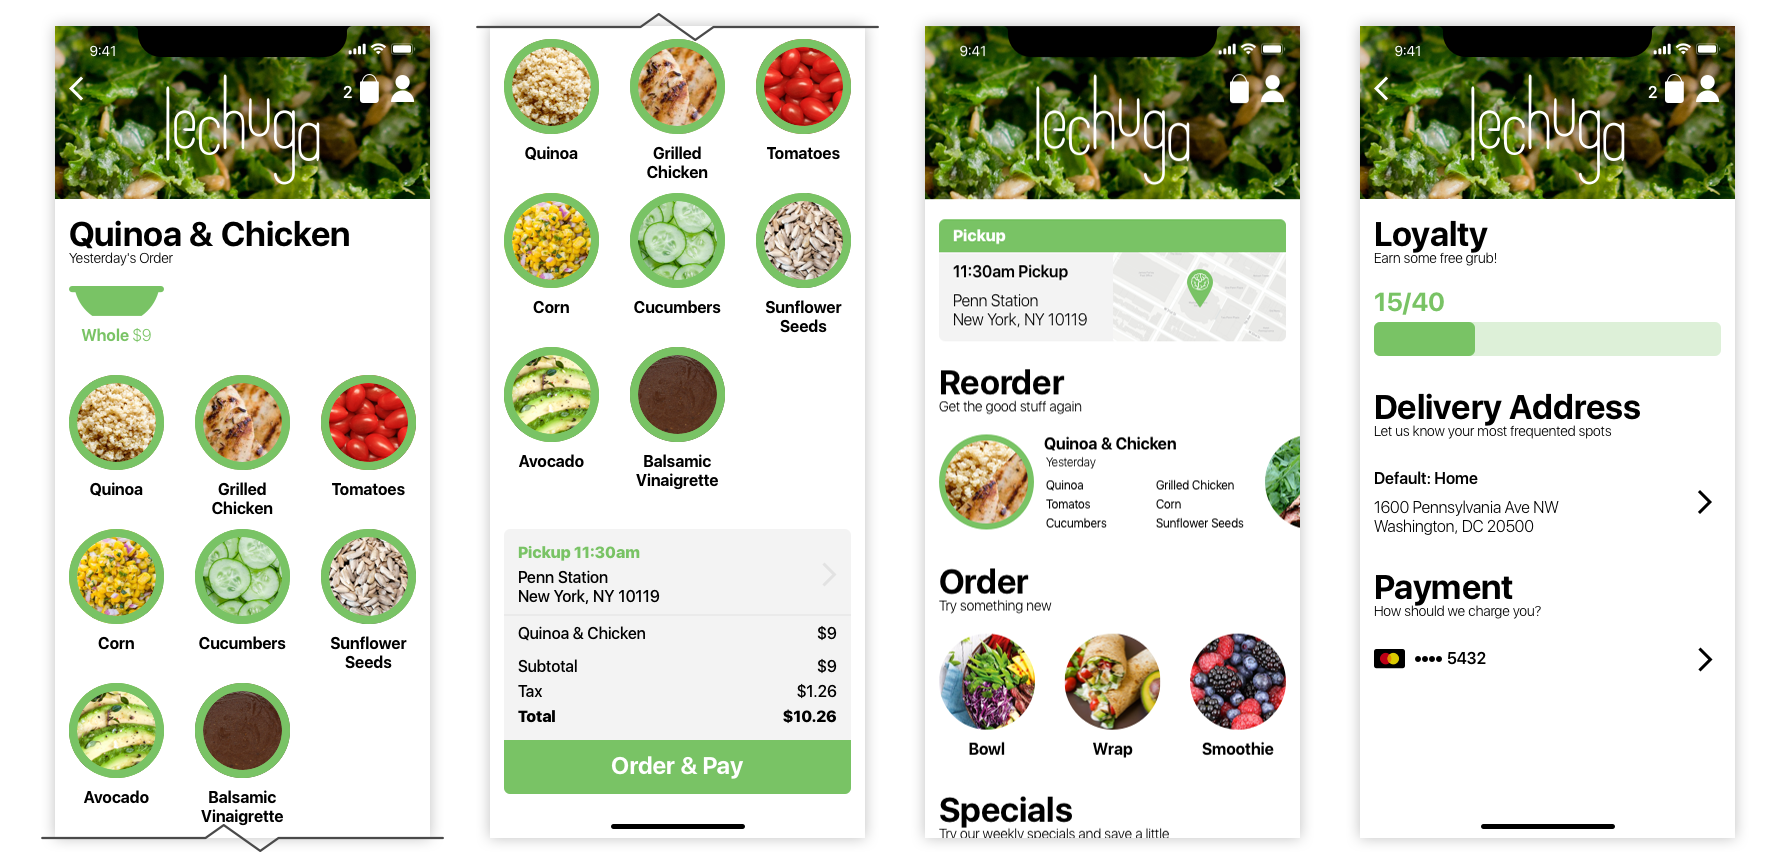 9:41
2
lechuga
Quinoa & Chicken
Yesterday's Order
Whole $9
Quinoa
Grilled
Chicken
Tomatoes
Corn
Cucumbers
Sunflower
Seeds
Avocado
Balsamic
Vinaigrette
Quinoa
Grilled
Chicken
Tomatoes
Corn
Cucumbers
Sunflower
Seeds
Avocado
Balsamic
Vinaigrette
Pickup 11:30am
Penn Station
New York, NY 10119
Quinoa & Chicken $9
Subtotal $9
Tax $1.26
Total $10.26
Order & Pay
9:41
lechuga
Pickup
11:30am Pickup
Penn Station
New York, NY 10119
Reorder
Get the good stuff again
Quinoa & Chicken
Yesterday
Quinoa Grilled Chicken
Tomatos Corn
Cucumbers Sunflower Seeds
Order
Try something new
Bowl
Wrap
Smoothie
Specials
Try our weekly specials and save a little
9:41
2
lechuga
Loyalty
Earn some free grub!
15/40
Delivery Address
Let us know your most frequented spots
Default: Home
1600 Pennsylvania Ave NW
Washington, DC 20500
Payment
How should we charge you?
•••• 5432